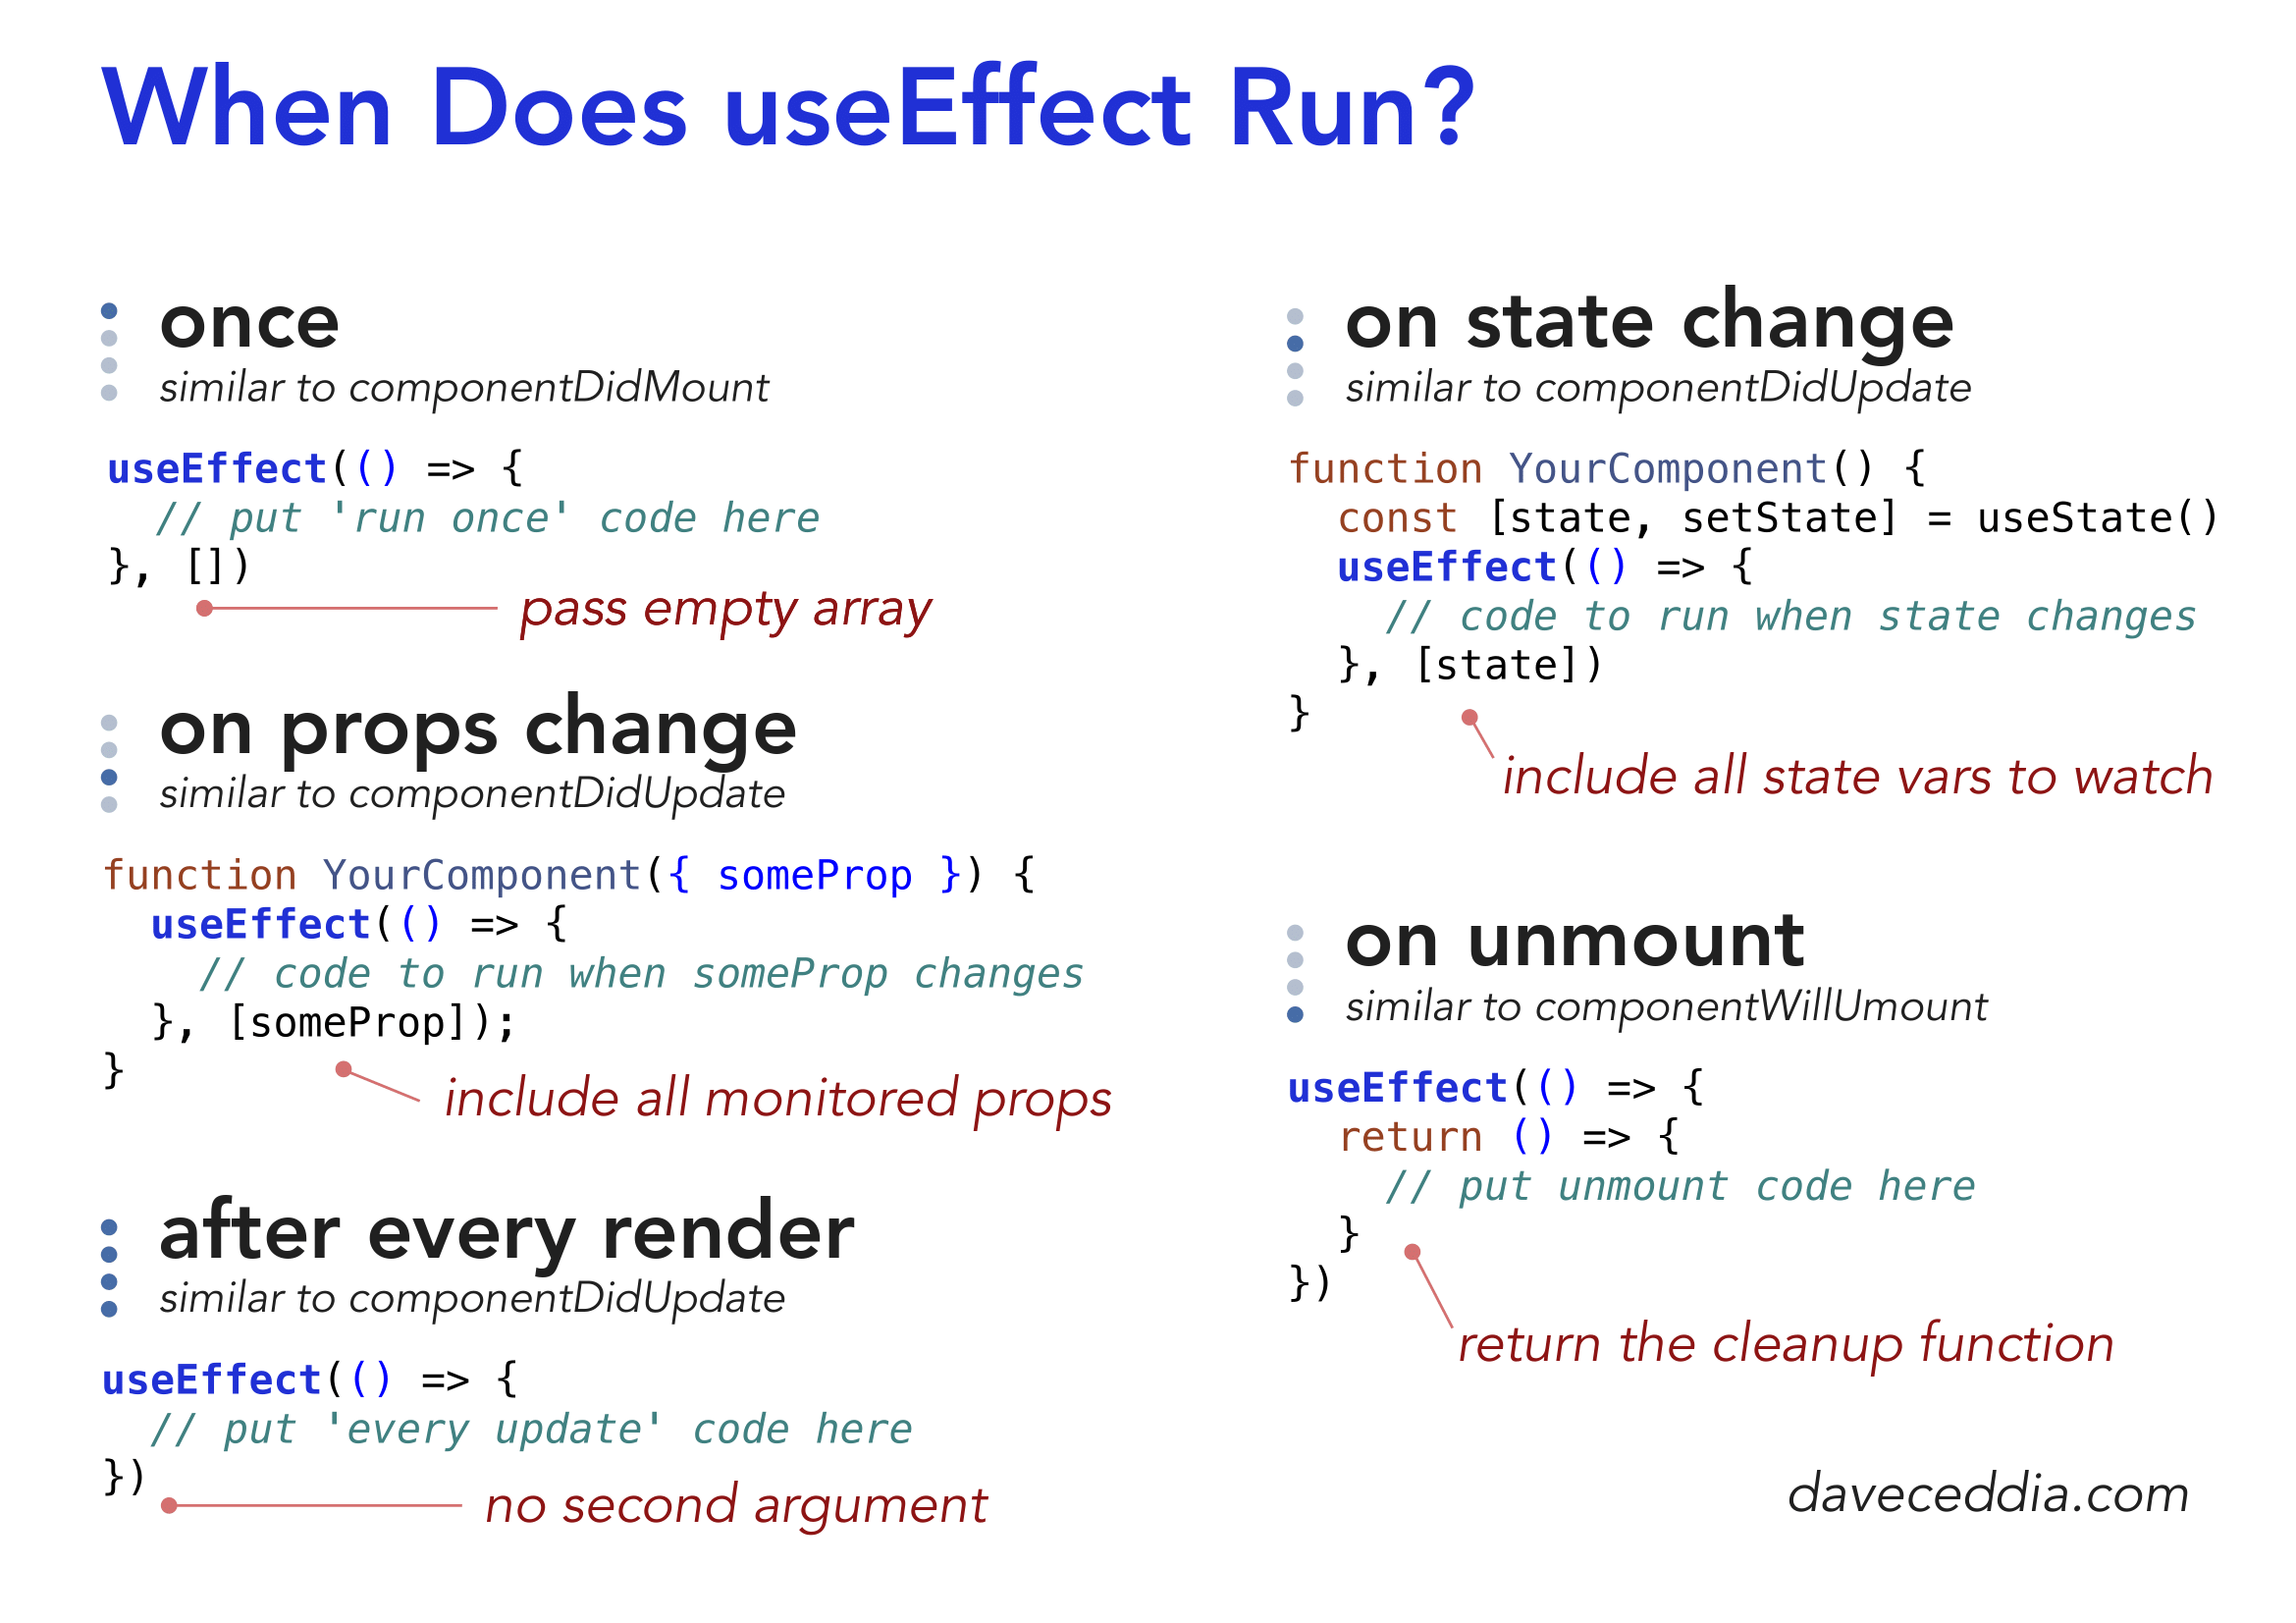 When Does useEffect Run?
once
similar to componentDidMount
useEffect(() => {
  // put 'run once' code here
}, [])
pass empty array
on props change
similar to componentDidUpdate
function YourComponent({ someProp }) {
  useEffect(() => {
    // code to run when someProp changes
  }, [someProp]);
}
include all monitored props
after every render
similar to componentDidUpdate
useEffect(() => {
  // put 'every update' code here
})
no second argument
on state change
similar to componentDidUpdate
function YourComponent() {
  const [state, setState] = useState()
  useEffect(() => {
    // code to run when state changes
  }, [state])
}
include all state vars to watch
on unmount
similar to componentWillUmount
useEffect(() => {
  return () => {
    // put unmount code here
  }
})
return the cleanup function
daveceddia.com